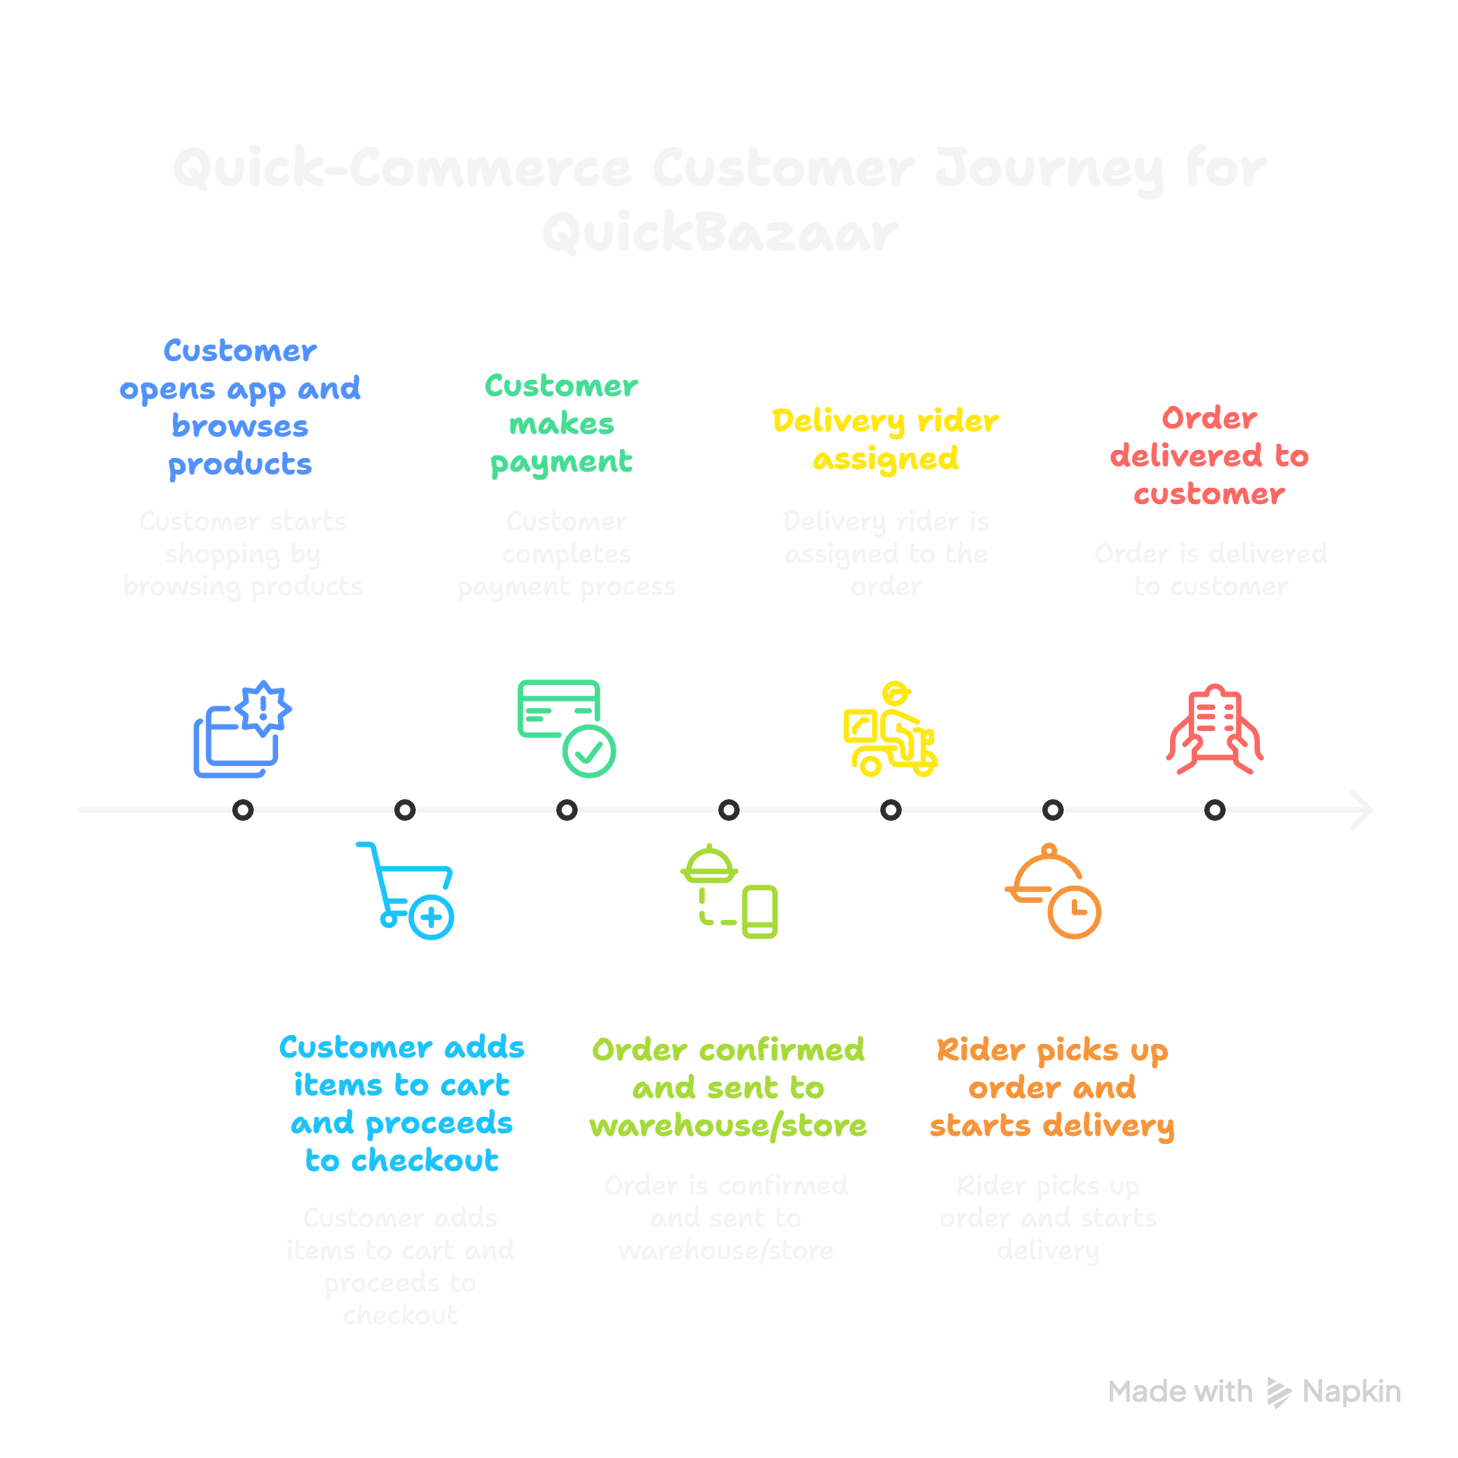 Quick-Commerce Customer Journey for
QuickBazaar
Customer
opens app and
browses
products
Customer starts
shopping by
browsing products
Customer
makes
payment
Customer
completes
payment process
Delivery rider
assigned
Delivery rider is
assigned to the
order
Order
delivered to
customer
Order is delivered
to customer
Customer adds
items to cart
and proceeds
to checkout
Customer adds
items to cart and
proceeds to
checkout
Order confirmed
and sent to
warehouse/store
Order is confirmed
and sent to
warehouse/store
Rider picks up
order and
starts delivery
Rider picks up
order and starts
delivery
Made with Napkin